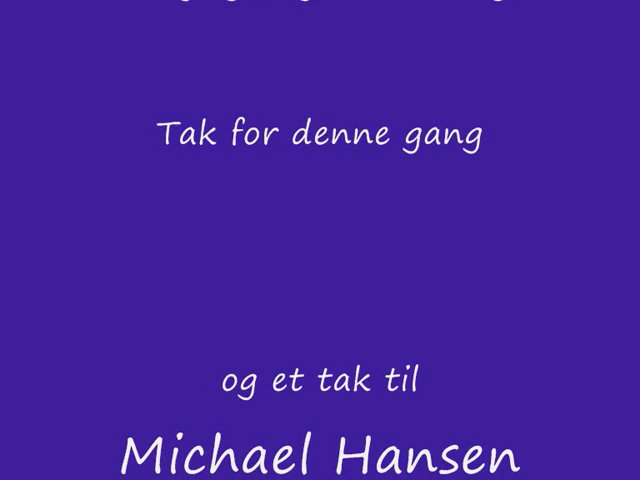 Tak for denne gang
og et tak til
Michael Hansen